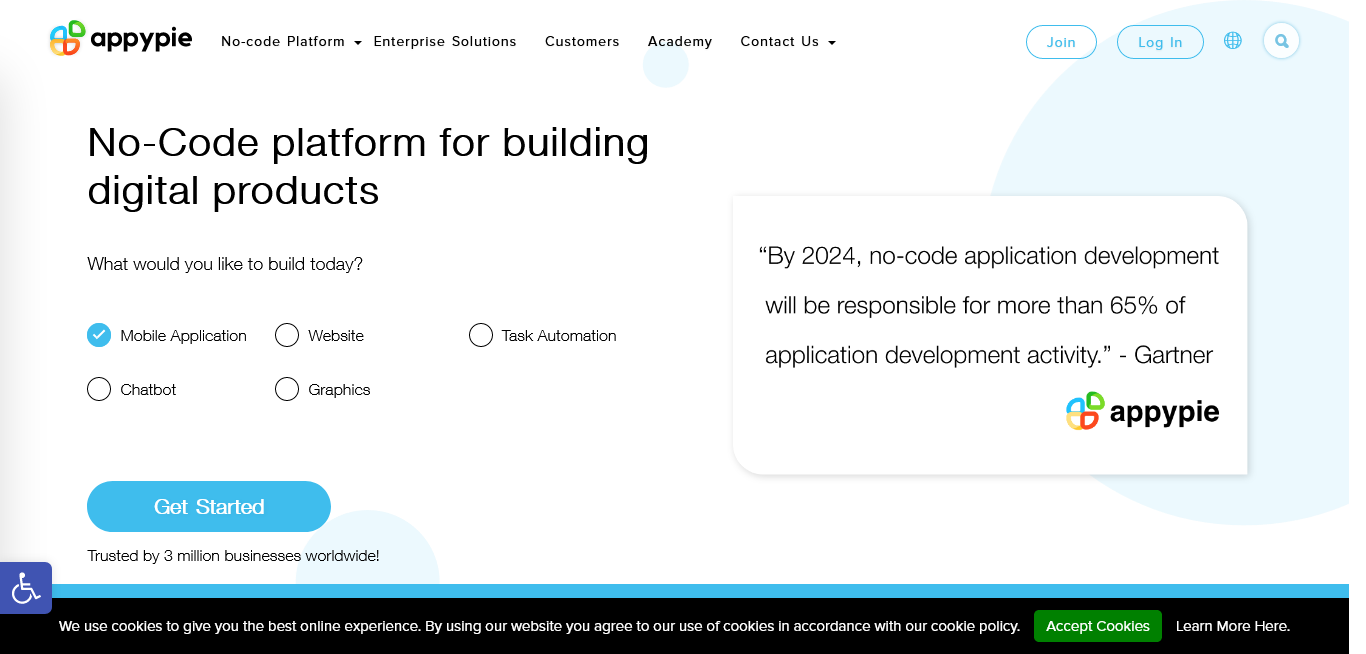 appypie
No-code Platform
Enterprise Solutions
Customers
Academy
Contact Us
Join
Log In
No-Code platform for building
digital products
What would you like to build today?
Mobile Application
Website
Task Automation
Chatbot
Graphics
Get Started
Trusted by 3 million businesses worldwide!
“By 2024, no-code application development
will be responsible for more than 65% of
application development activity.” - Gartner
appypie
We use cookies to give you the best online experience. By using our website you agree to our use of cookies in accordance with our cookie policy.
Accept Cookies
Learn More Here.